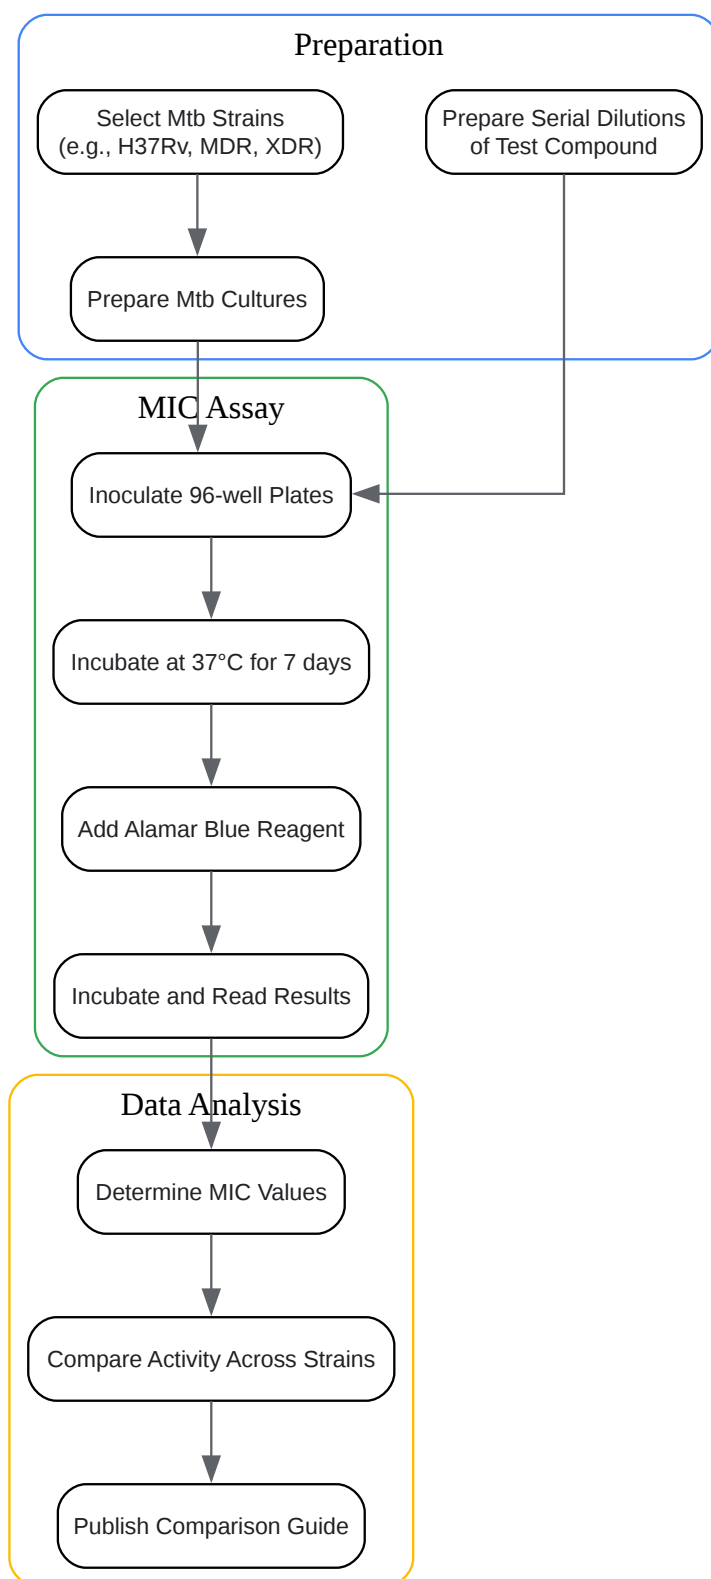 Preparation
Select Mtb Strains
(e.g., H37Rv, MDR, XDR)
Prepare Serial Dilutions
of Test Compound
Prepare Mtb Cultures
MIC Assay
Inoculate 96-well Plates
Incubate at 37°C for 7 days
Add Alamar Blue Reagent
Incubate and Read Results
Data Analysis
Determine MIC Values
Compare Activity Across Strains
Publish Comparison Guide